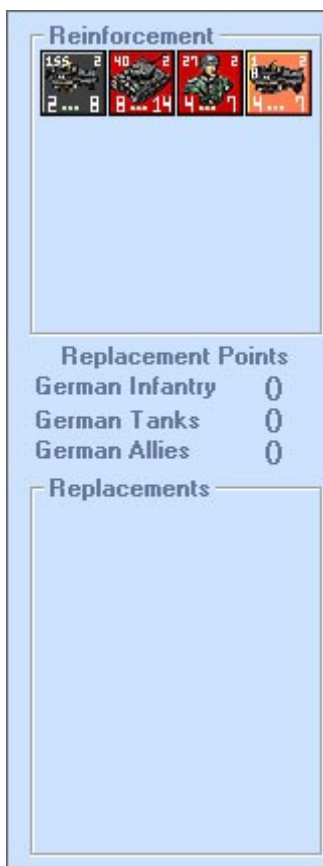 Reinforcement
155 2 40 2 27 2 1 2
8
2 ... 8 8 ... 14 4 ... 7 4 ... 7
Replacement Points
German Infantry 0
German Tanks 0
German Allies 0
Replacements